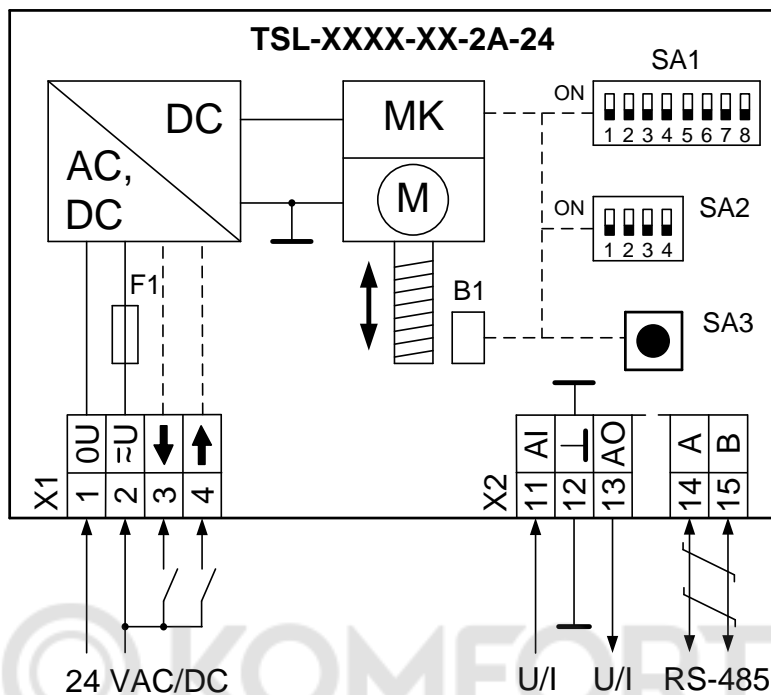 TSL-XXXX-XX-2A-24
SA1
ON
1 2 3 4 5 6 7 8
DC
AC,
DC
MK
M
ON
SA2
1 2 3 4
F1
B1
SA3
X1
0U
≂U
1
2
3
4
X2
AI
⊥
AO
A
B
11
12
13
14
15
24 VAC/DC
U/I
U/I
RS-485
KOMFORT